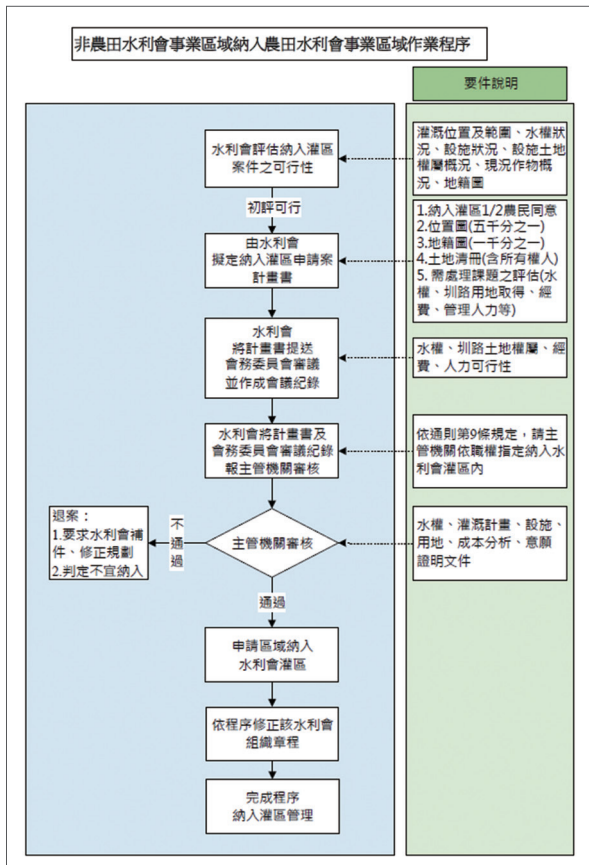 非農田水利會事業區域納入農田水利會事業區域作業程序
要件說明
水利會評估納入灌區
案件之可行性
灌溉位置及範圍、水權狀
況、設施狀況、設施土地
權屬概況、現況作物概
況、地籍圖
初評可行
由水利會
擬定納入灌區申請案
計畫書
1.納入灌區1/2農民同意
2.位置圖(五千分之一)
3.地籍圖(一千分之一)
4.土地清冊(含所有權人)
5. 需處理課題之評估(水
權、圳路用地取得、經
費、管理人力等)
水利會
將計畫書提送
會務委員會審議
並作成會議紀錄
水權、圳路土地權屬、經
費、人力可行性
水利會將計畫書及
會務委員會審議紀錄
報主管機關審核
依通則第9條規定，請主
管機關依職權指定納入水
利會灌區內
主管機關審核
水權、灌溉計畫、設施、
用地、成本分析、意願
證明文件
不通過
退案：
1.要求水利會補
件、修正規劃
2.判定不宜納入
通過
申請區域納入
水利會灌區
依程序修正該水利會
組織章程
完成程序
納入灌區管理